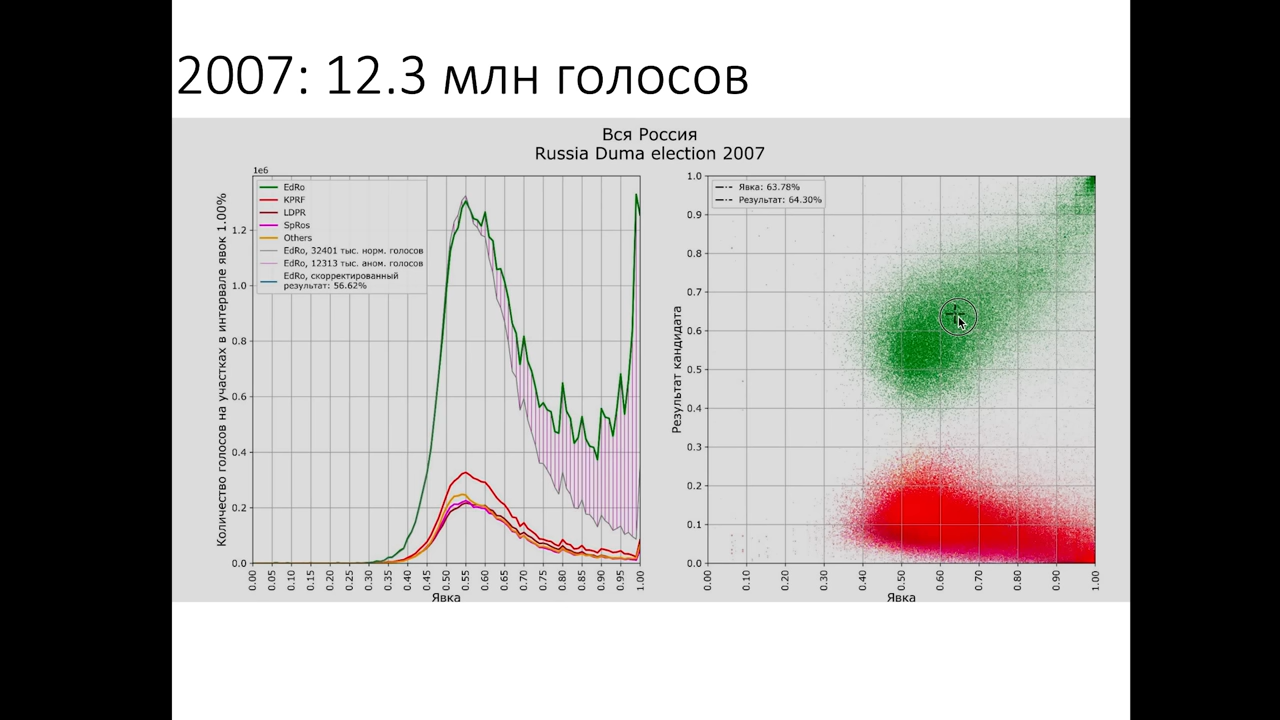 2007: 12.3 млн голосов
Вся Россия
Russia Duma election 2007
1e6
Количество голосов на участках в интервале явок 1.00%
1.2
1.0
0.8
0.6
0.4
0.2
0.0
EdRo
KPRF
LDPR
SpRos
Others
EdRo, 32401 тыс. норм. голосов
EdRo, 12313 тыс. аном. голосов
EdRo, скорректированный
результат: 56.62%
0.00 0.05 0.10 0.15 0.20 0.25 0.30 0.35 0.40 0.45 0.50 0.55 0.60 0.65 0.70 0.75 0.80 0.85 0.90 0.95 1.00
Явка
Результат кандидата
1.0
0.9
0.8
0.7
0.6
0.5
0.4
0.3
0.2
0.1
0.0
Явка: 63.78%
Результат: 64.30%
0.00 0.10 0.20 0.30 0.40 0.50 0.60 0.70 0.80 0.90 1.00
Явка